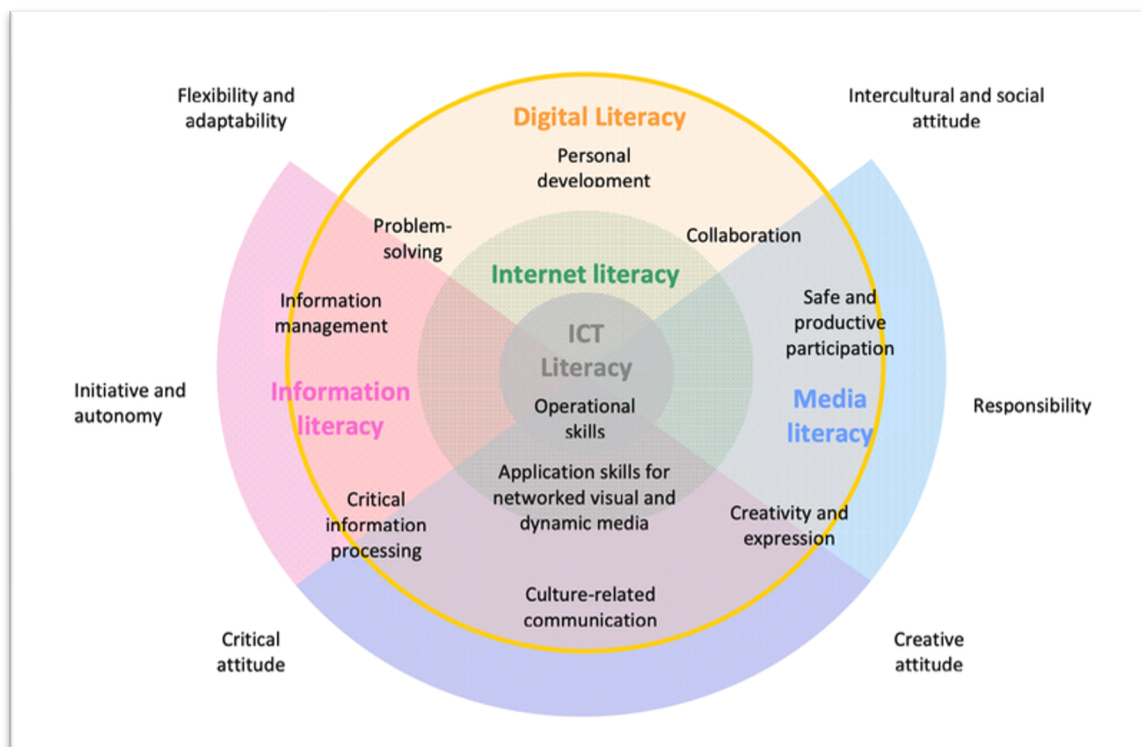 Flexibility and
adaptability
Intercultural and social
attitude
Digital Literacy
Personal
development
Problem-
solving
Collaboration
Internet literacy
Information
management
Safe and
productive
participation
ICT
Literacy
Initiative and
autonomy
Information
literacy
Operational
skills
Media
literacy
Responsibility
Application skills for
networked visual and
dynamic media
Critical
information
processing
Creativity and
expression
Culture-related
communication
Critical
attitude
Creative
attitude